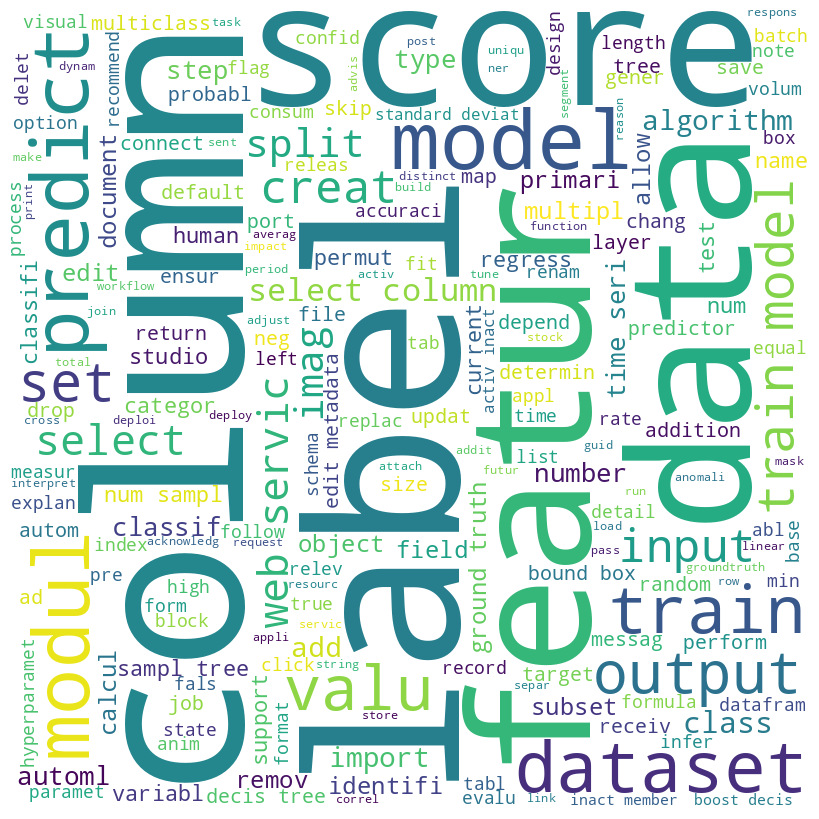 visual
multiclass
task
score
respons
delet
dynam
predict
recommend
column
step
flag
probabl
confid
advis
post
type
uniqu
ner
segment
design
reason
length
tree
gener
batch
note
save
volum
option
connect
sent
document
consum
skip
standard deviat
model
algorithm
box
split
releas
creat
distinct
map
build
primari
allow
name
default
port
accuraci
multipl
chang
process
print
make
human
averag
impact
permut
fit
function
layer
test
data
classifi
edit
ensur
period
activ
tune
regress
renam
workflow
select column
num
join
return
adjust
neg
imag
file
label
current
activ inact
depend
stock
time seri
predictor
total
set
studio
left
tab
determin
equal
train model
drop
categor
deploy
web servic
replac
updat
appl
time
rate
addition
cross
deploi
select
schema
edit metadata
attach
addit
feature
list
guid
anomali
mask
measur
interpret
num sampl
size
futur
number
explan
classif
follow
acknowledg
request
object
field
ground truth
detail
run
load
input
abl
base
autom
index
relev
pass
linear
modul
pre
high
resourc
true
bound box
groundtruth
random
row
min
ad
form
block
servic
train
hyperparamet
calcul
appli
add
messag
perform
sampl tree
click
string
record
separ
target
output
fals
support
format
valu
subset
formula
datafram
job
state
store
receiv
class
anim
import
infer
automl
remov
identifi
tabl
dataset
paramet
variabl
decis tree
correl
evalu
link
inact member
boost decis